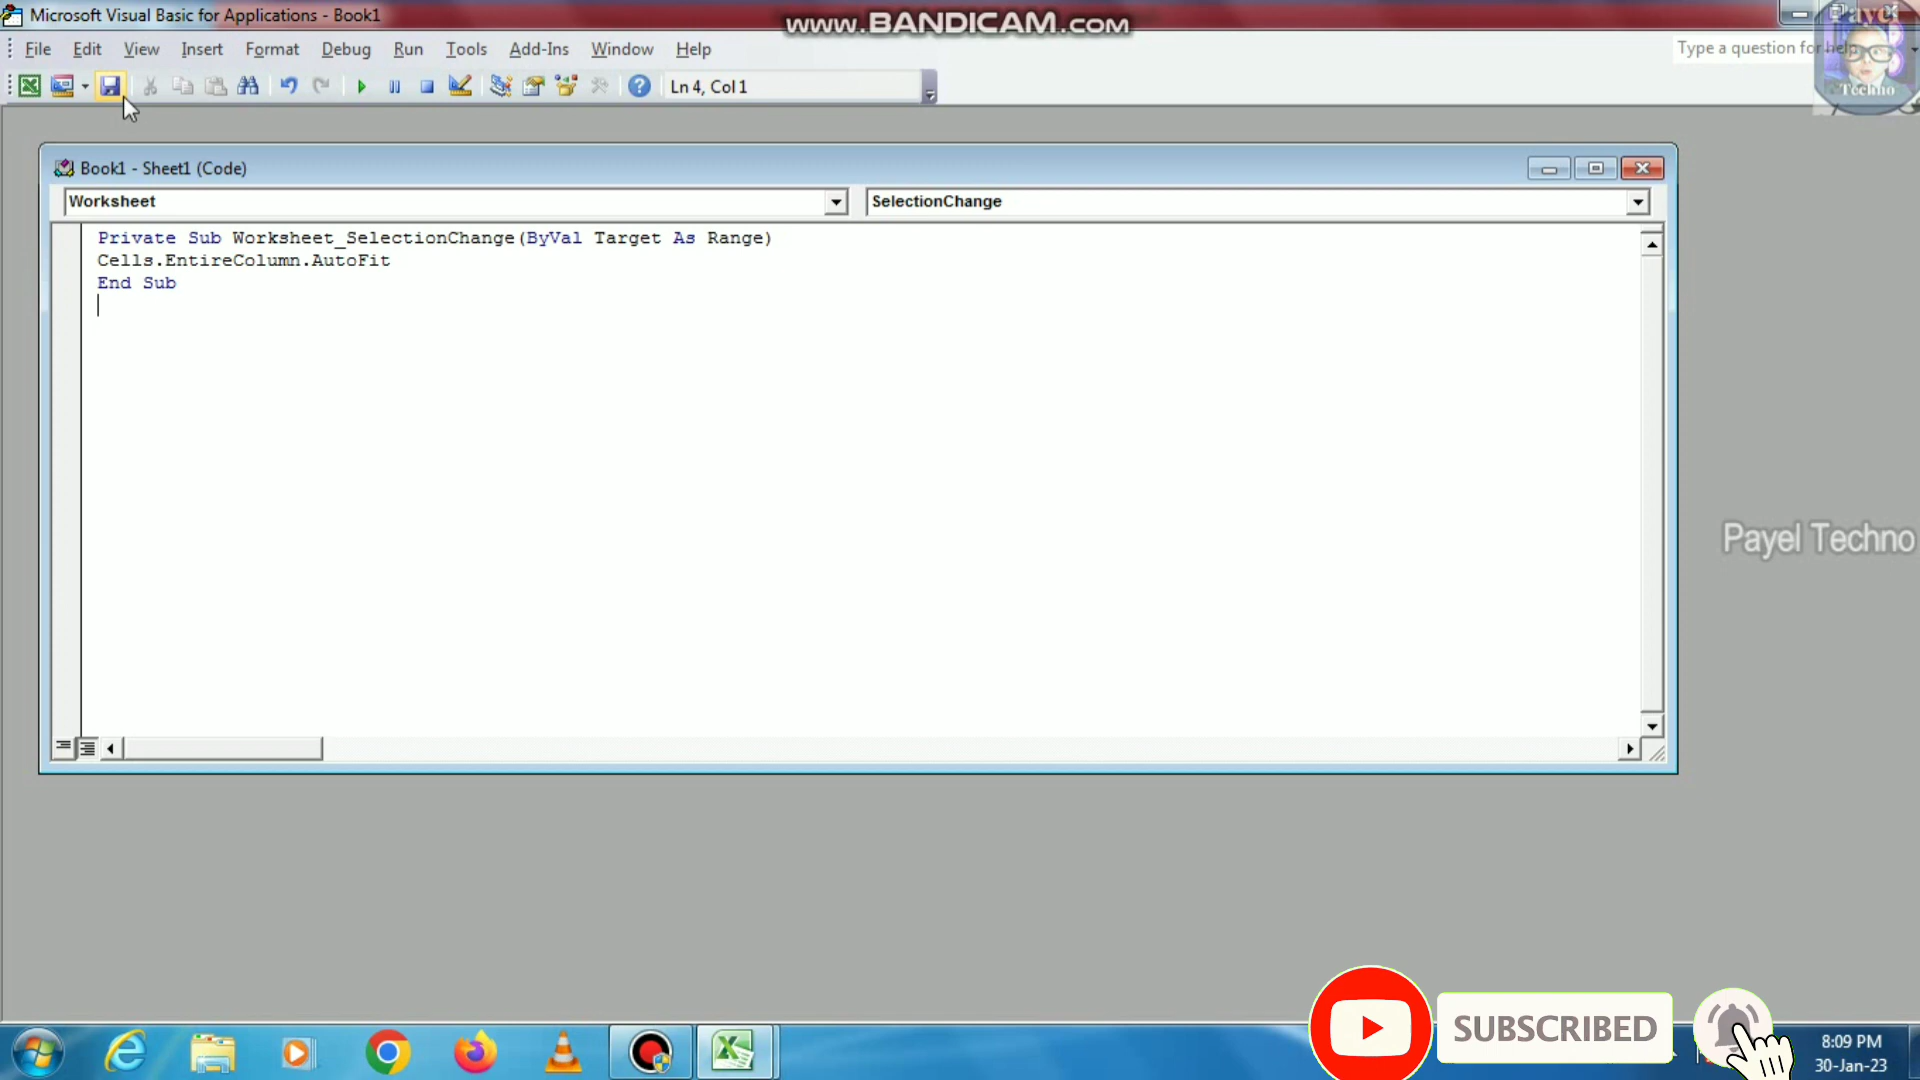 Microsoft Visual Basic for Applications - Book1
www.BANDICAM.com
File Edit View Insert Format Debug Run Tools Add-Ins Window Help
Type a question for help
Payel
Techno
Ln 4, Col 1
Book1 - Sheet1 (Code)
Worksheet
SelectionChange
Private Sub Worksheet_SelectionChange(ByVal Target As Range)
Cells.EntireColumn.AutoFit
End Sub
Payel Techno
SUBSCRIBED
8:09 PM
30-Jan-23